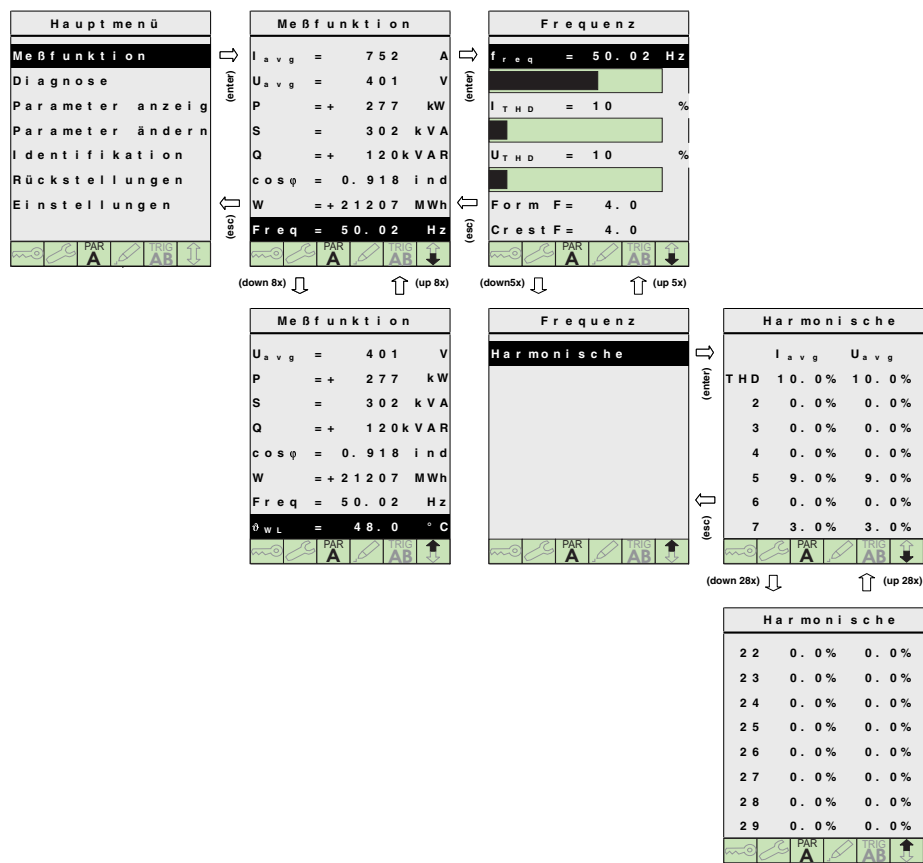 Hauptmenü
Meßfunktion
Diagnose
Parameter anzeig
Parameter ändern
Identifikation
Rückstellungen
Einstellungen
PAR A TRIG AB
(enter)
(esc)
Meßfunktion
Iavg = 752 A
Uavg = 401 V
P =+ 277 kW
S = 302 kVA
Q =+ 120kVAR
cosφ = 0.918 ind
W =+21207 MWh
Freq = 50.02 Hz
PAR A TRIG AB
(enter)
(esc)
Frequenz
freq = 50.02 Hz
ITHD = 10 %
UTHD = 10 %
Form F= 4.0
CrestF= 4.0
PAR A TRIG AB
(down 8x) (up 8x)
(down5x) (up 5x)
Meßfunktion
Uavg = 401 V
P =+ 277 kW
S = 302 kVA
Q =+ 120kVAR
cosφ = 0.918 ind
W =+21207 MWh
Freq = 50.02 Hz
ϑWL = 48.0 °C
PAR A TRIG AB
Frequenz
Harmonische
PAR A TRIG AB
(enter)
(esc)
Harmonische
Iavg Uavg
THD 10.0% 10.0%
2 0.0% 0.0%
3 0.0% 0.0%
4 0.0% 0.0%
5 9.0% 9.0%
6 0.0% 0.0%
7 3.0% 3.0%
PAR A TRIG AB
(down 28x) (up 28x)
Harmonische
22 0.0% 0.0%
23 0.0% 0.0%
24 0.0% 0.0%
25 0.0% 0.0%
26 0.0% 0.0%
27 0.0% 0.0%
28 0.0% 0.0%
29 0.0% 0.0%
PAR A TRIG AB